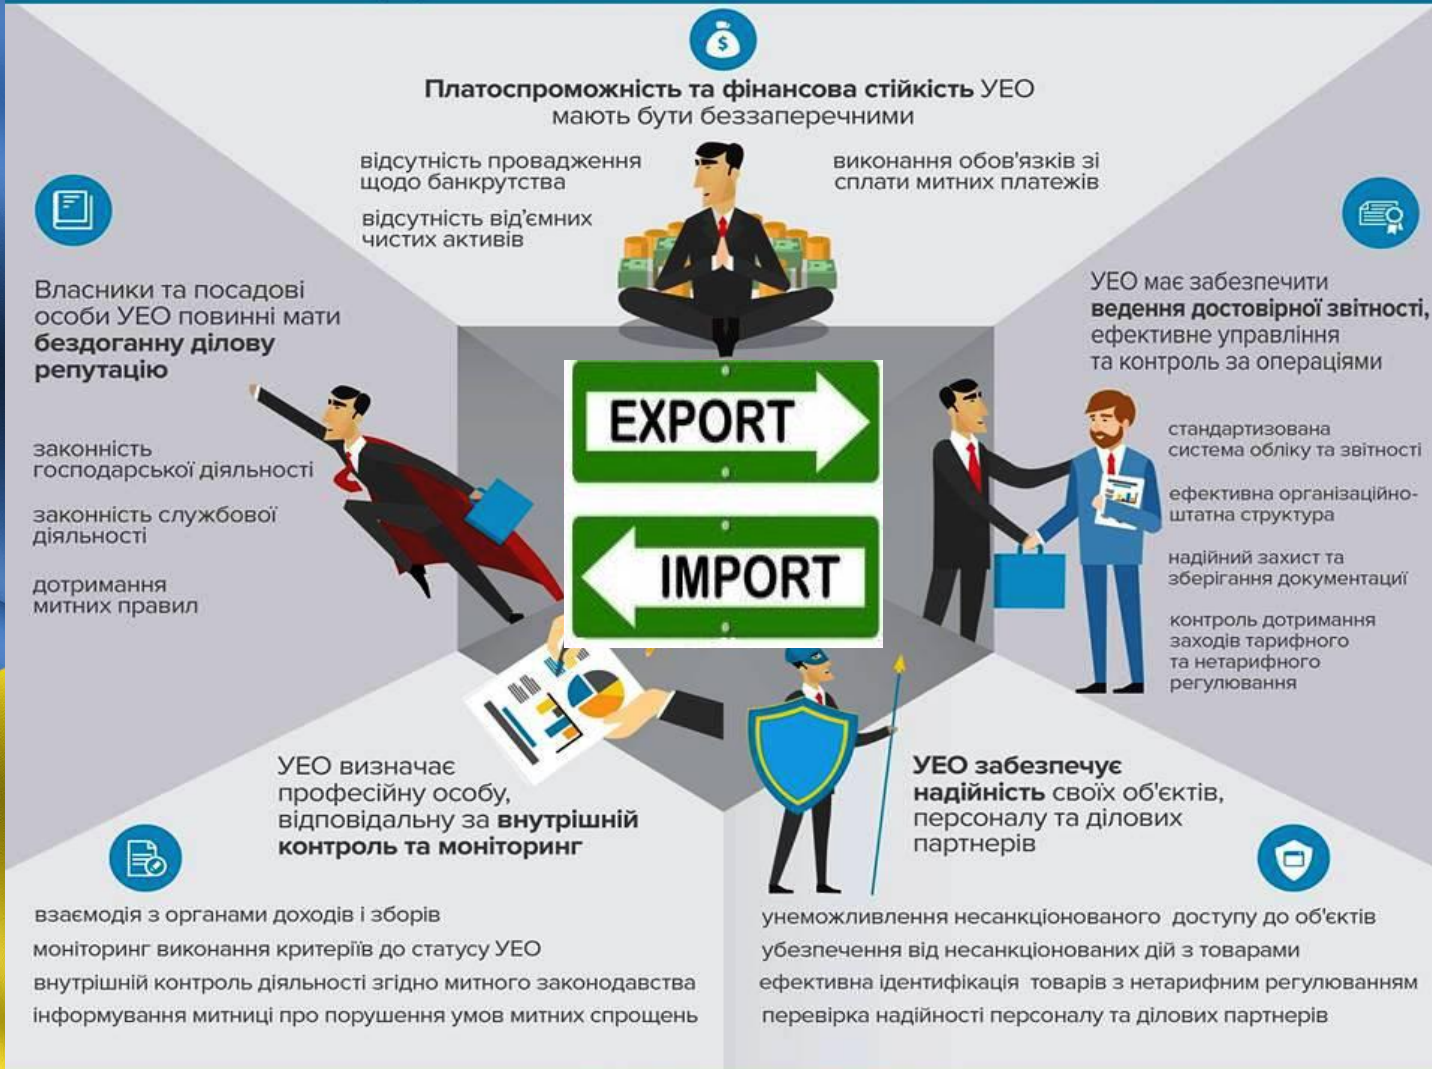 Платоспроможність та фінансова стійкість УЕО
мають бути беззаперечними
відсутність провадження
щодо банкрутства
відсутність від'ємних
чистих активів
виконання обов'язків зі
сплати митних платежів
Власники та посадові
особи УЕО повинні мати
бездоганну ділову
репутацію
законність
господарської діяльності
законність службової
діяльності
дотримання
митних правил
EXPORT
IMPORT
УЕО має забезпечити
ведення достовірної звітності,
ефективне управління
та контроль за операціями
стандартизована
система обліку та звітності
ефективна організаційно-
штатна структура
надійний захист та
зберігання документації
контроль дотримання
заходів тарифного
та нетарифного
регулювання
УЕО визначає
професійну особу,
відповідальну за внутрішній
контроль та моніторинг
взаємодія з органами доходів і зборів
моніторинг виконання критеріїв до статусу УЕО
внутрішній контроль діяльності згідно митного законодавства
інформування митниці про порушення умов митних спрощень
УЕО забезпечує
надійність своїх об'єктів,
персоналу та ділових
партнерів
унеможливлення несанкціонованого доступу до об'єктів
убезпечення від несанкціонованих дій з товарами
ефективна ідентифікація товарів з нетарифним регулюванням
перевірка надійності персоналу та ділових партнерів